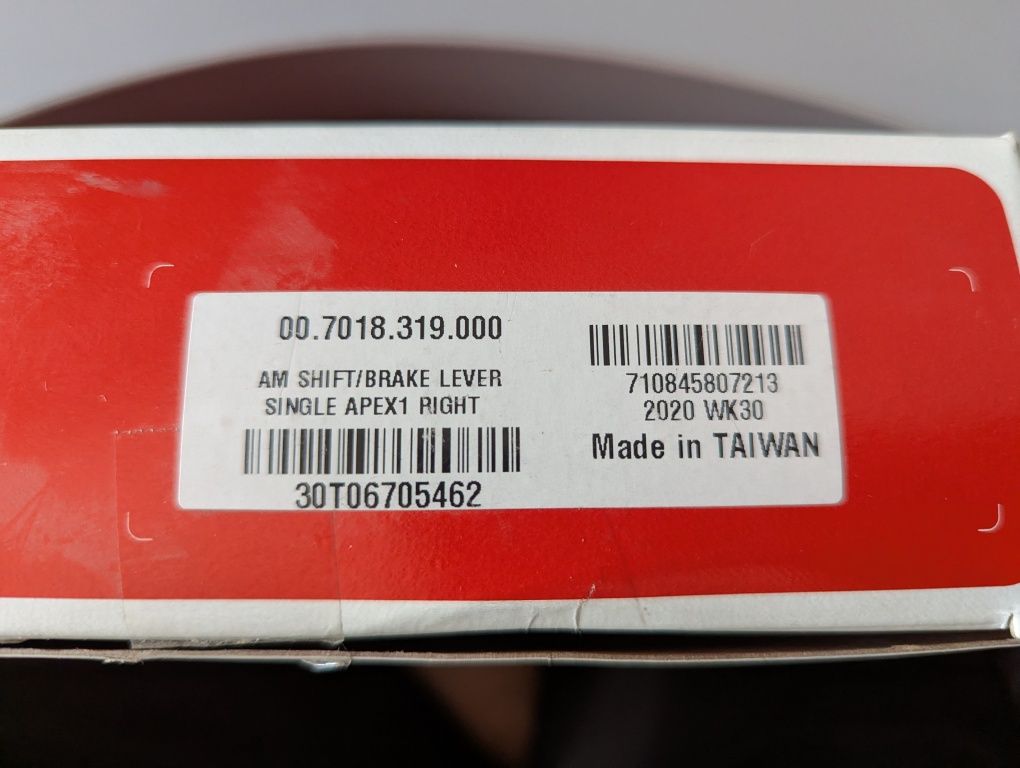 00.7018.319.000
AM SHIFT/BRAKE LEVER
SINGLE APEX1 RIGHT
30T06705462
710845807213
2020 WK30
Made in TAIWAN